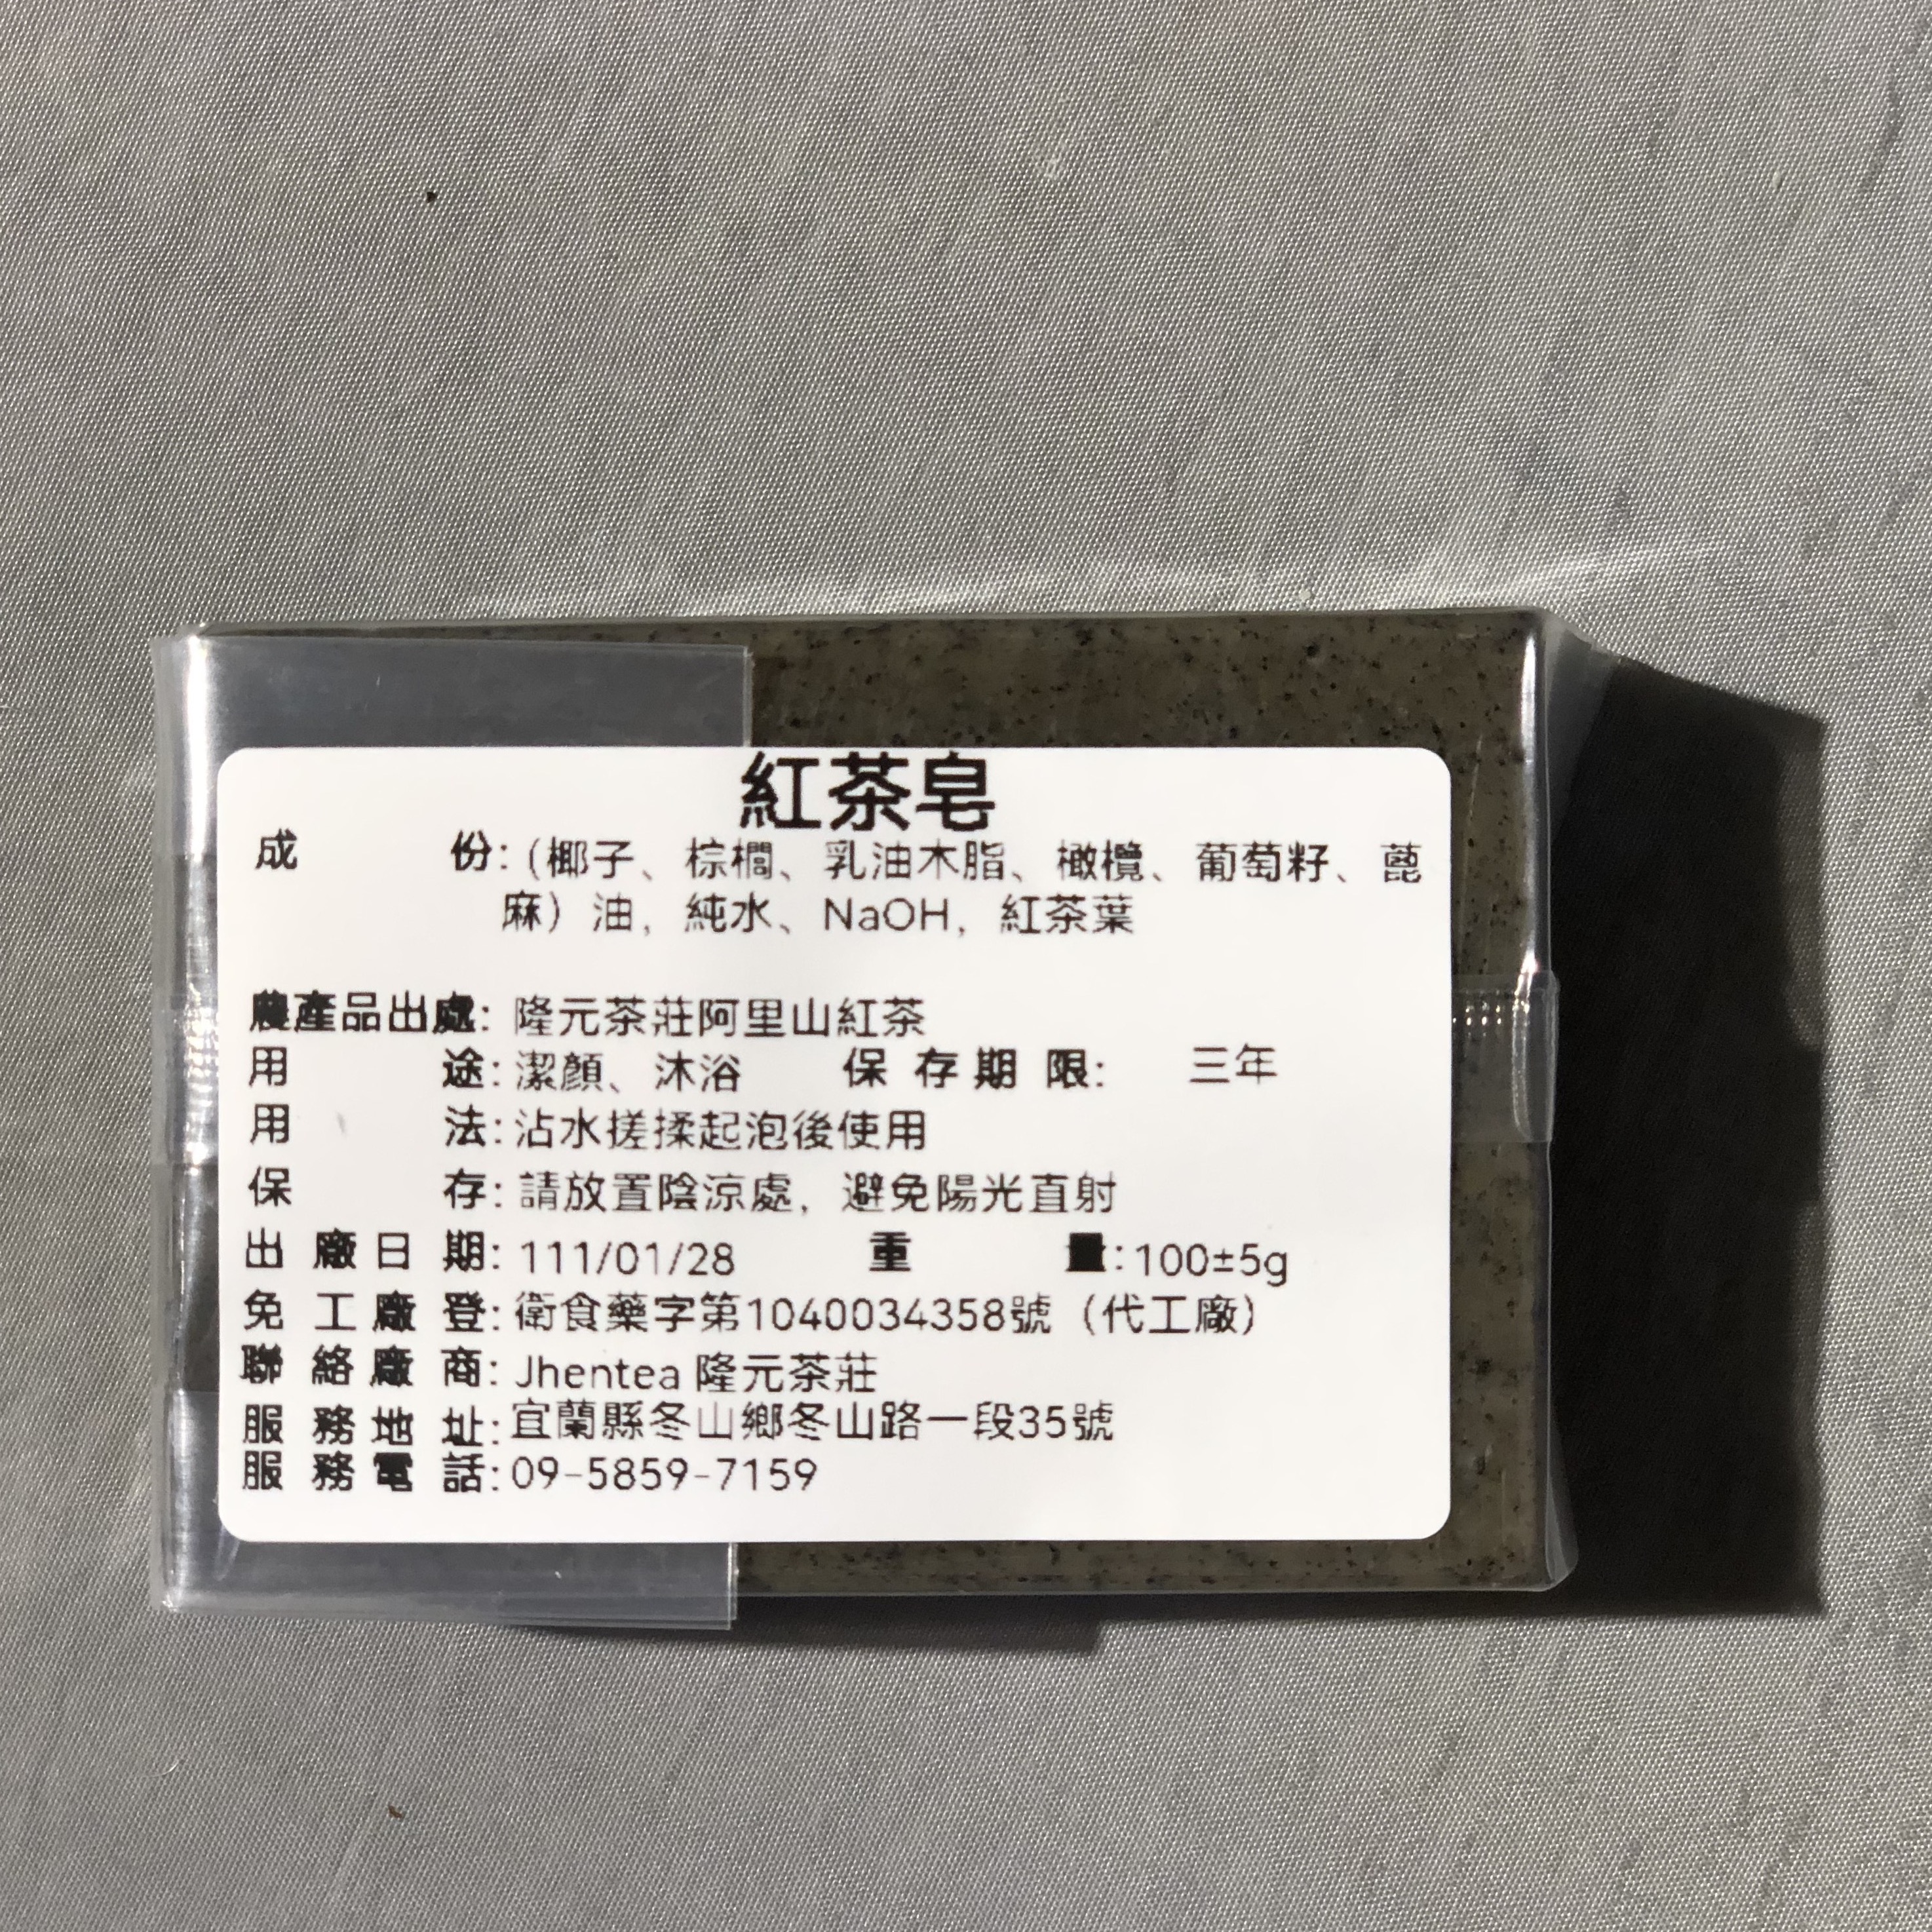 紅茶皂
成份:(椰子、棕櫚、乳油木脂、橄欖、葡萄籽、蓖
麻)油,純水、NaOH,紅茶葉
農產品出處:隆元茶莊阿里山紅茶
用途:潔顏、沐浴 保存期限: 三年
用法:沾水搓揉起泡後使用
保存:請放置陰涼處,避免陽光直射
出廠日期:111/01/28 重量:100±5g
免工廠登:衛食藥字第1040034358號(代工廠)
聯絡廠商:Jhentea 隆元茶莊
服務地址:宜蘭縣冬山鄉冬山路一段35號
服務電話:09-5859-7159